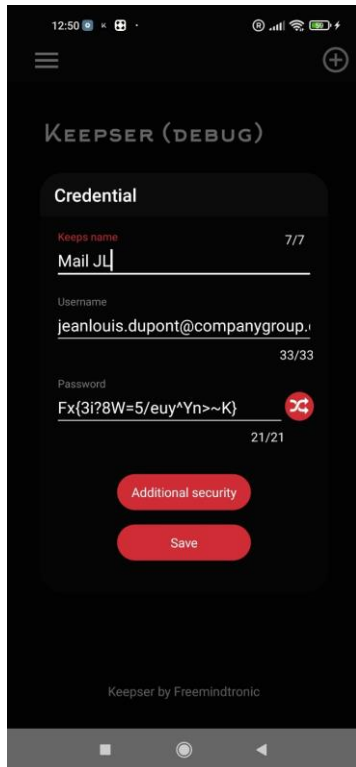 12:50
KEEPSER (DEBUG)
Credential
Keeps name
7/7
Mail JL
Username
jeanlouis.dupont@companygroup.
33/33
Password
Fx{3i?8W=5/euy^Yn>~K}
21/21
Additional security
Save
Keepser by Freemindtronic